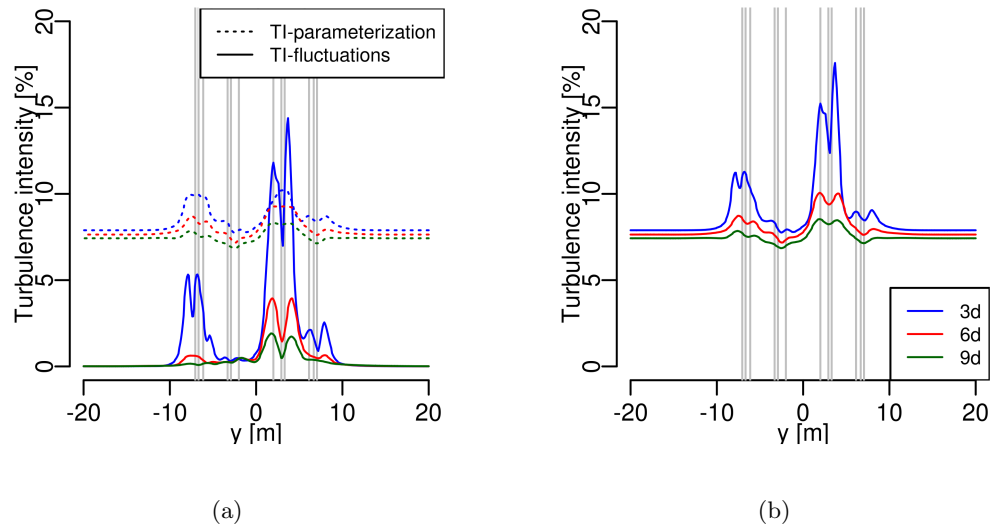 TI-parameterization
TI-fluctuations
Turbulence intensity [%]
20
15
10
5
0
-20 -10 0 10 20
y [m]
(a)
Turbulence intensity [%]
20
15
10
5
0
3d
6d
9d
-20 -10 0 10 20
y [m]
(b)